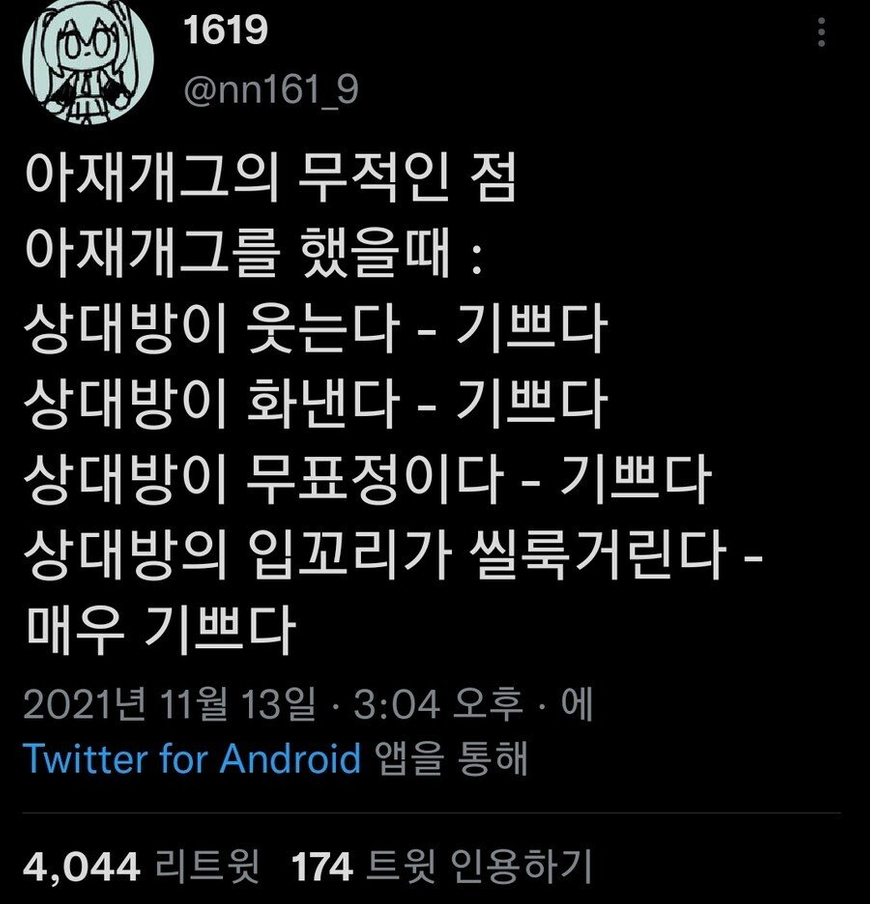 1619
@nn161_9
아재개그의 무적인 점
아재개그를 했을때 :
상대방이 웃는다 - 기쁘다
상대방이 화낸다 - 기쁘다
상대방이 무표정이다 - 기쁘다
상대방의 입꼬리가 씰룩거린다 -
매우 기쁘다
2021년 11월 13일 · 3:04 오후 · 에
Twitter for Android 앱을 통해
4,044 리트윗 174 트윗 인용하기